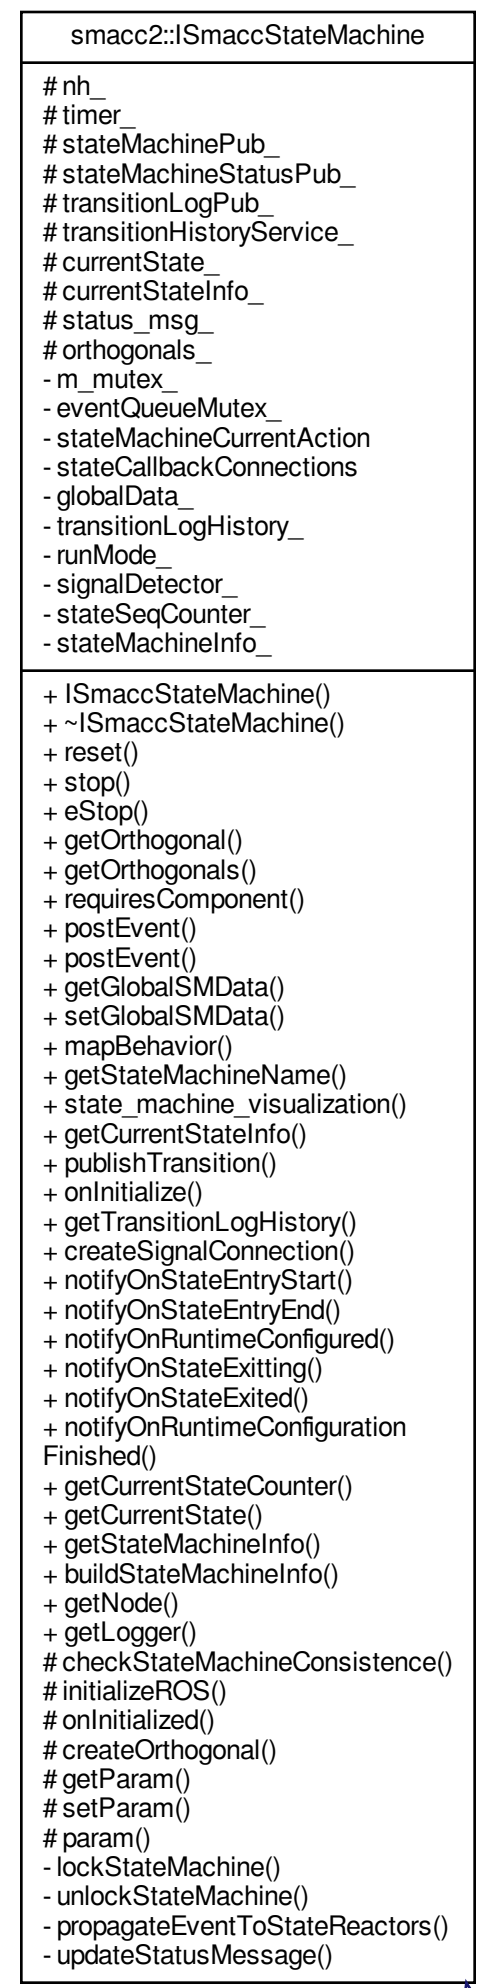 smacc2::ISmaccStateMachine
# nh_
# timer_
# stateMachinePub_
# stateMachineStatusPub_
# transitionLogPub_
# transitionHistoryService_
# currentState_
# currentStateInfo_
# status_msg_
# orthogonals_
- m_mutex_
- eventQueueMutex_
- stateMachineCurrentAction
- stateCallbackConnections
- globalData_
- transitionLogHistory_
- runMode_
- signalDetector_
- stateSeqCounter_
- stateMachineInfo_
+ ISmaccStateMachine()
+ ~ISmaccStateMachine()
+ reset()
+ stop()
+ eStop()
+ getOrthogonal()
+ getOrthogonals()
+ requiresComponent()
+ postEvent()
+ postEvent()
+ getGlobalSMData()
+ setGlobalSMData()
+ mapBehavior()
+ getStateMachineName()
+ state_machine_visualization()
+ getCurrentStateInfo()
+ publishTransition()
+ onInitialize()
+ getTransitionLogHistory()
+ createSignalConnection()
+ notifyOnStateEntryStart()
+ notifyOnStateEntryEnd()
+ notifyOnRuntimeConfigured()
+ notifyOnStateExitting()
+ notifyOnStateExited()
+ notifyOnRuntimeConfiguration
Finished()
+ getCurrentStateCounter()
+ getCurrentState()
+ getStateMachineInfo()
+ buildStateMachineInfo()
+ getNode()
+ getLogger()
# checkStateMachineConsistence()
# initializeROS()
# onInitialized()
# createOrthogonal()
# getParam()
# setParam()
# param()
- lockStateMachine()
- unlockStateMachine()
- propagateEventToStateReactors()
- updateStatusMessage()